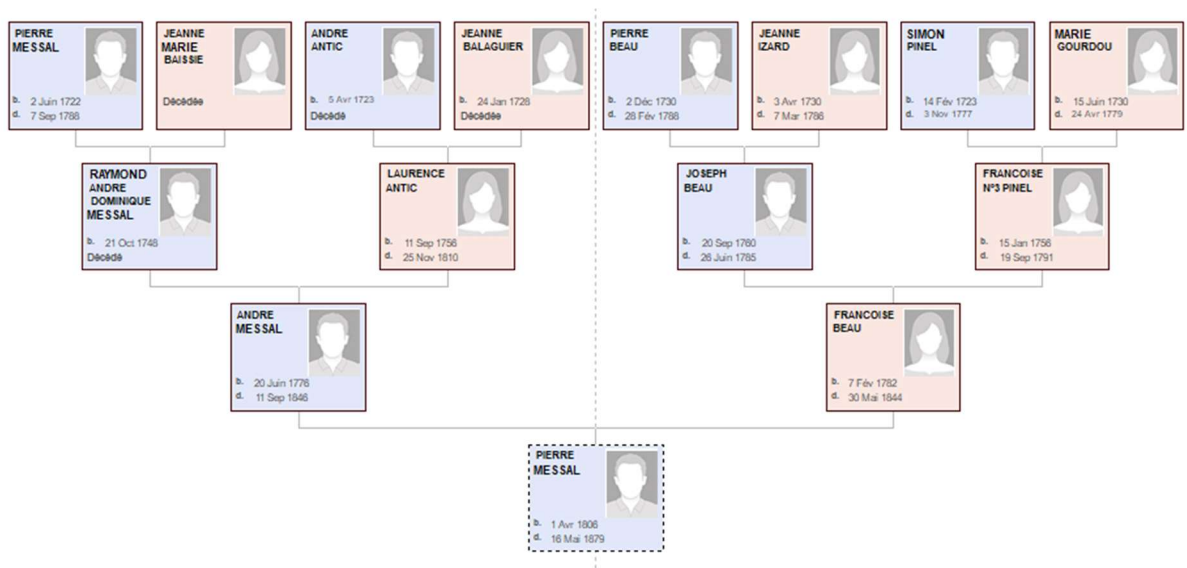 PIERRE
MESSAL
b. 2 Juin 1722
d. 7 Sep 1788
JEANNE
MARIE
BAISSIE
Décédée
ANDRE
ANTIC
b. 5 Avr 1723
Décédé
JEANNE
BALAGUIER
b. 24 Jan 1728
Décédée
PIERRE
BEAU
b. 2 Déc 1730
d. 28 Fév 1788
JEANNE
IZARD
b. 3 Avr 1730
d. 7 Mar 1786
SIMON
PINEL
b. 14 Fév 1723
d. 3 Nov 1777
MARIE
GOURDOU
b. 15 Juin 1730
d. 24 Avr 1779
RAYMOND
ANDRE
DOMINIQUE
MESSAL
b. 21 Oct 1748
Décédé
LAURENCE
ANTIC
b. 11 Sep 1756
d. 25 Nov 1810
JOSEPH
BEAU
b. 20 Sep 1760
d. 26 Juin 1785
FRANCOISE
N°3 PINEL
b. 15 Jan 1756
d. 19 Sep 1791
ANDRE
MESSAL
b. 20 Juin 1776
d. 11 Sep 1846
FRANCOISE
BEAU
b. 7 Fév 1782
d. 30 Mai 1844
PIERRE
MESSAL
b. 1 Avr 1806
d. 16 Mai 1879